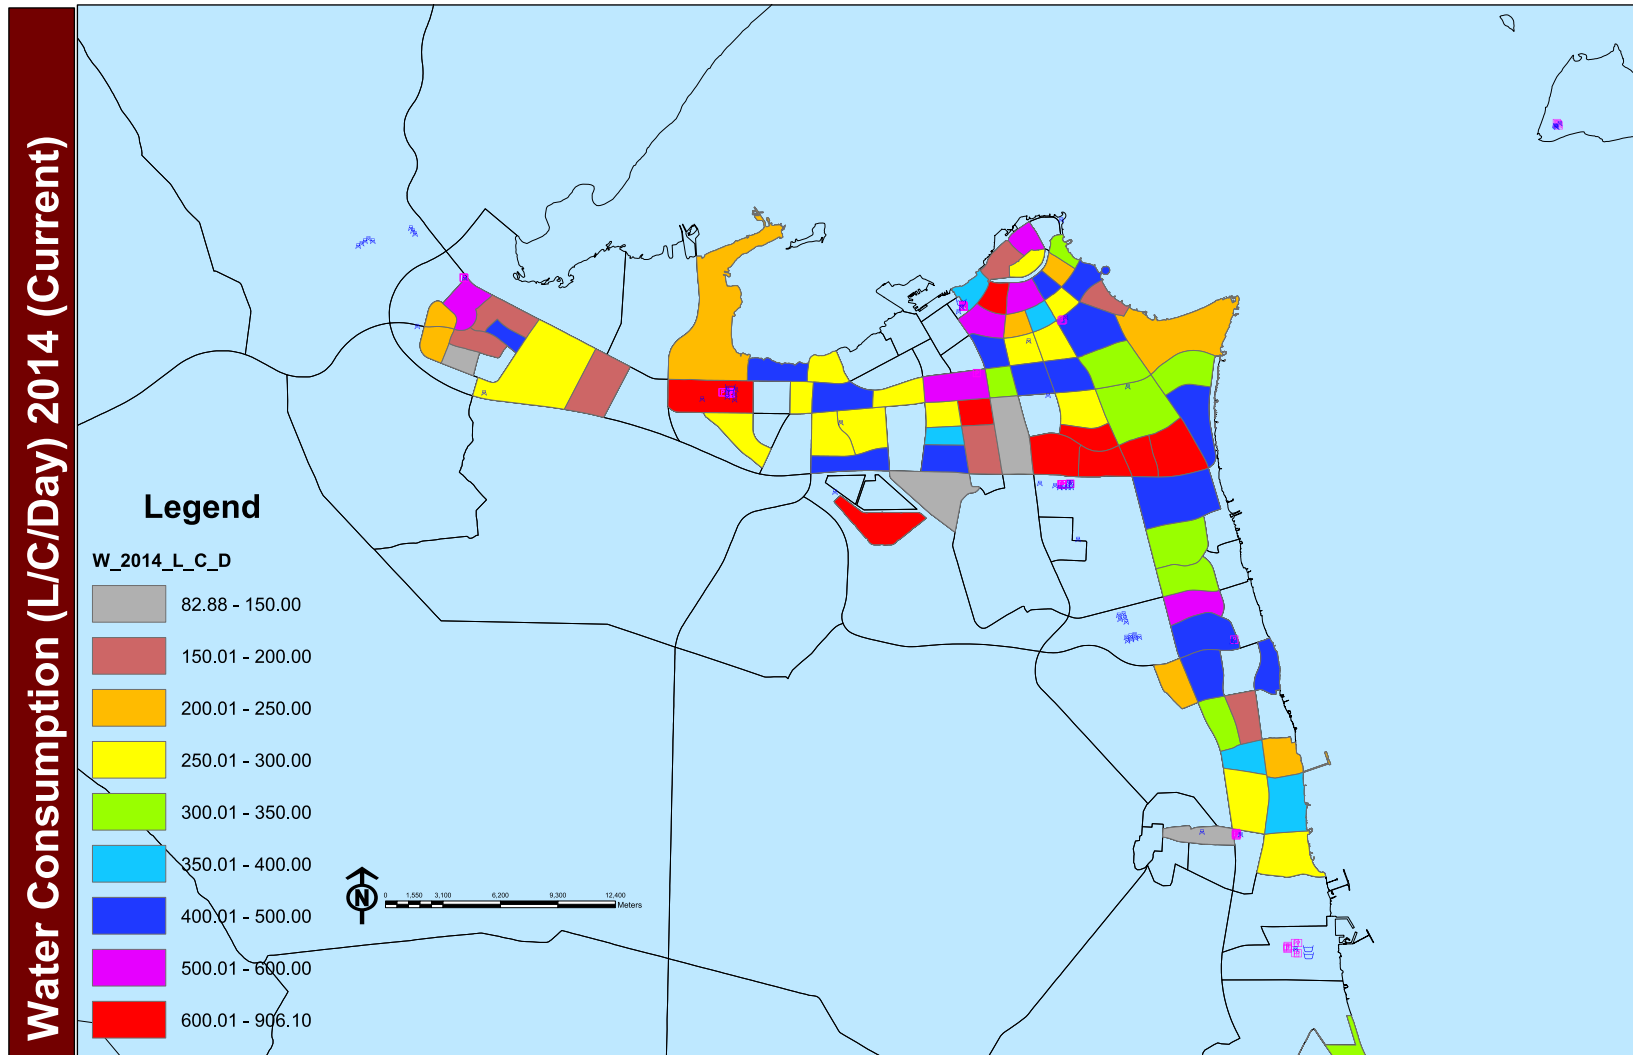 Water Consumption (L/C/Day) 2014 (Current)
Legend
W_2014_L_C_D
82.88 - 150.00
150.01 - 200.00
200.01 - 250.00
250.01 - 300.00
300.01 - 350.00
350.01 - 400.00
400.01 - 500.00
500.01 - 600.00
600.01 - 906.10
N
0 1,550 3,100 6,200 9,300 12,400
Meters